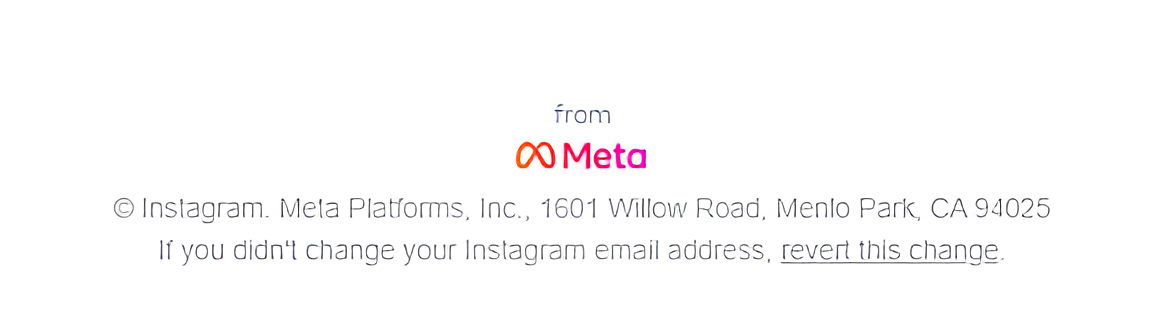 from
Meta
© Instagram. Meta Platforms, Inc., 1601 Willow Road, Menlo Park, CA 94025
If you didn't change your Instagram email address, revert this change.